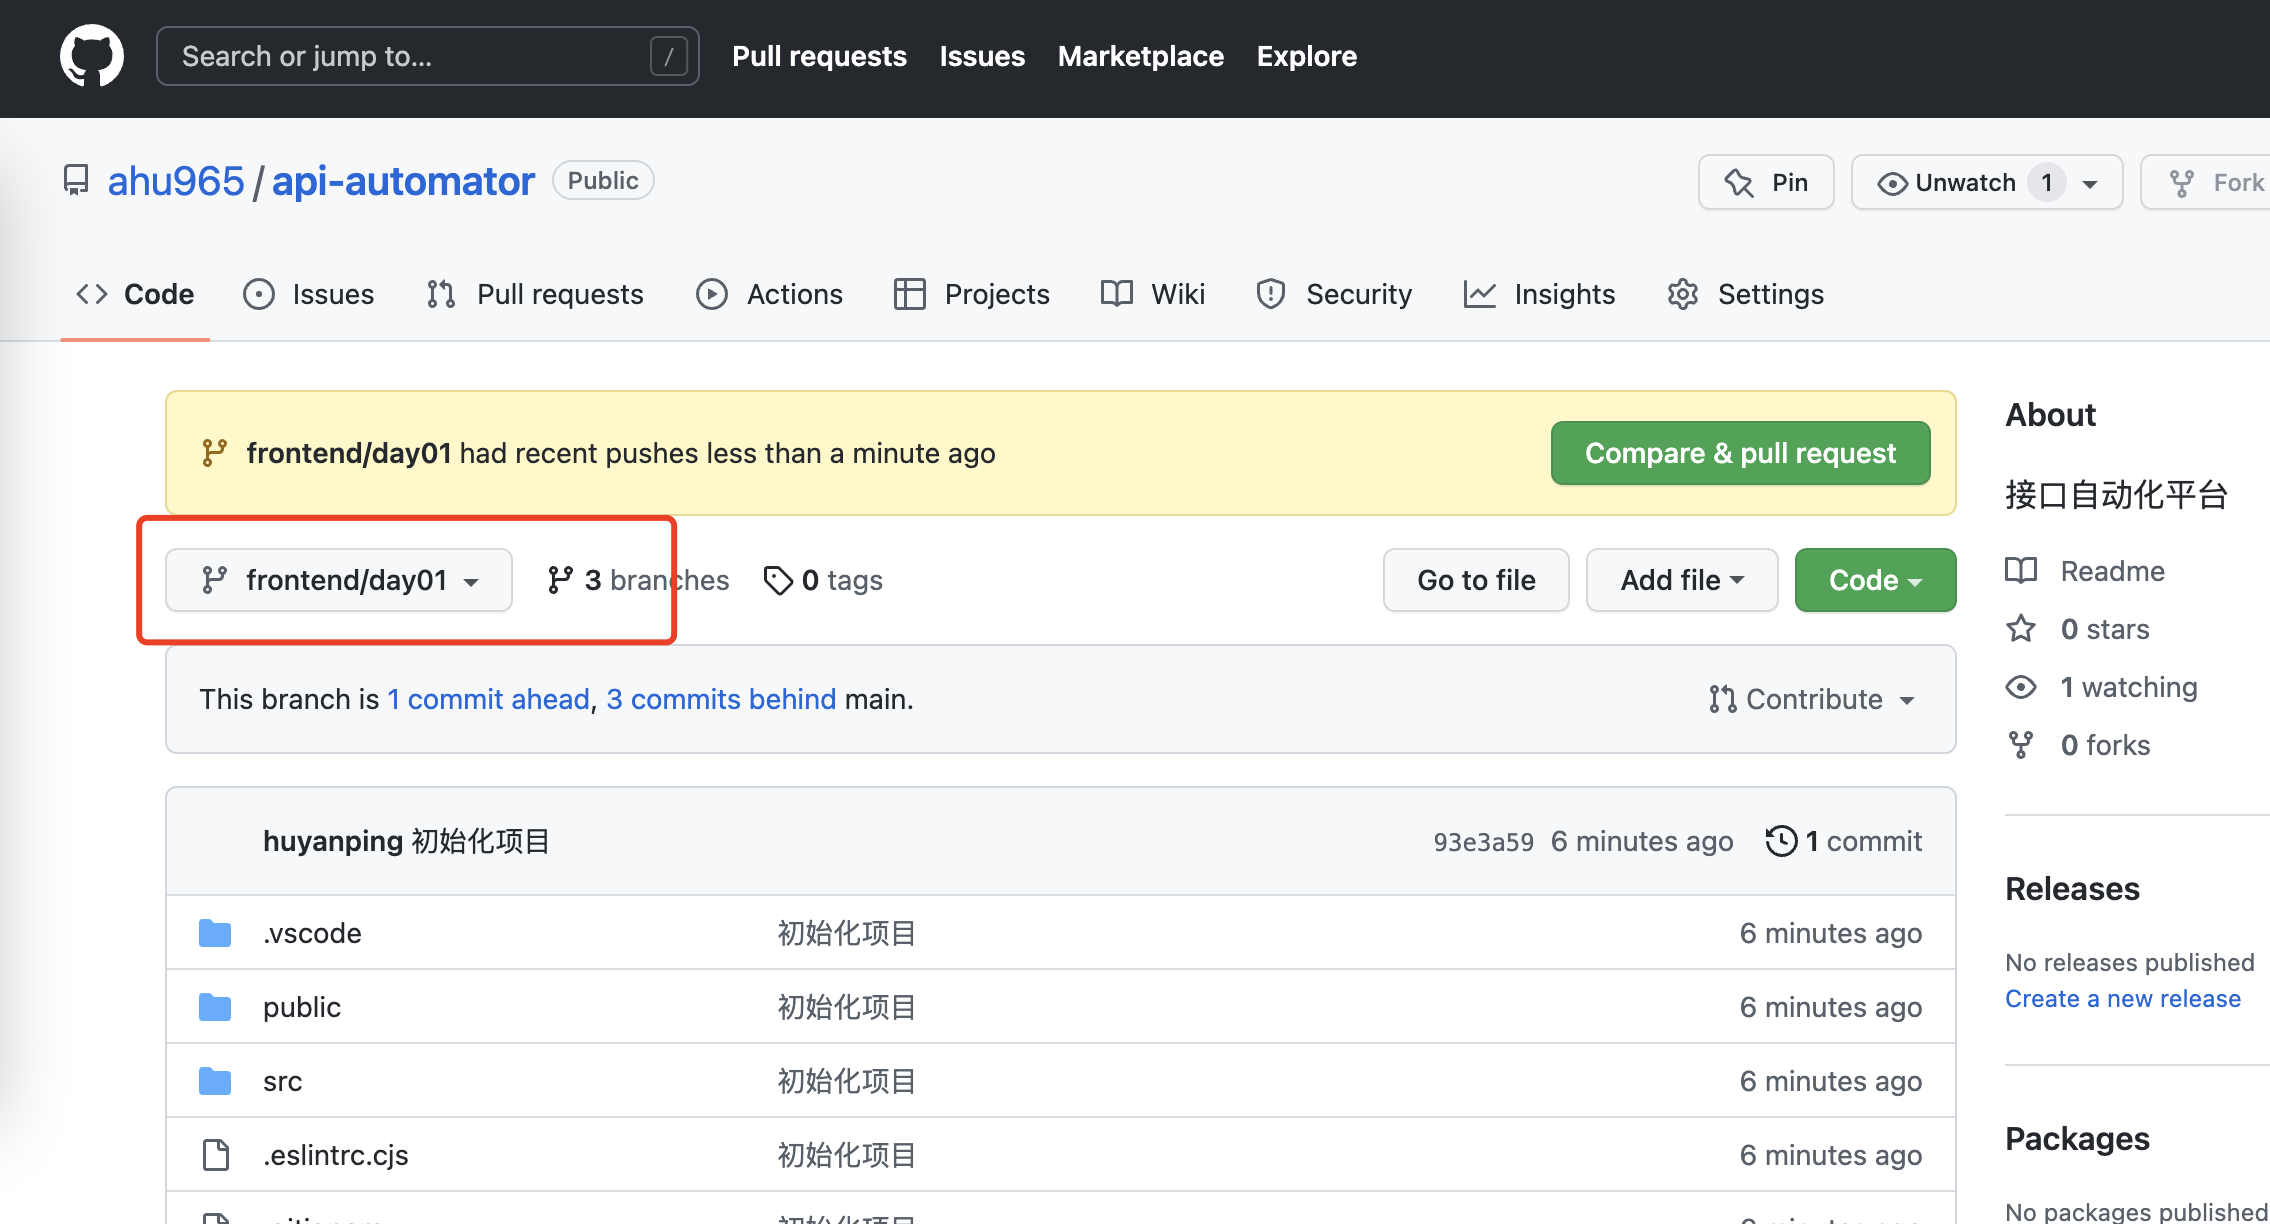 Search or jump to... / Pull requests Issues Marketplace Explore
ahu965 / api-automator Public Pin Unwatch 1 Fork
Code Issues Pull requests Actions Projects Wiki Security Insights Settings
frontend/day01 had recent pushes less than a minute ago Compare & pull request
frontend/day01 3 branches 0 tags Go to file Add file Code
This branch is 1 commit ahead, 3 commits behind main. Contribute
huyanping 初始化项目 93e3a59 6 minutes ago 1 commit
.vscode 初始化项目 6 minutes ago
public 初始化项目 6 minutes ago
src 初始化项目 6 minutes ago
.eslintrc.cjs 初始化项目 6 minutes ago
About
接口自动化平台
Readme
0 stars
1 watching
0 forks
Releases
No releases published
Create a new release
Packages
No packages published